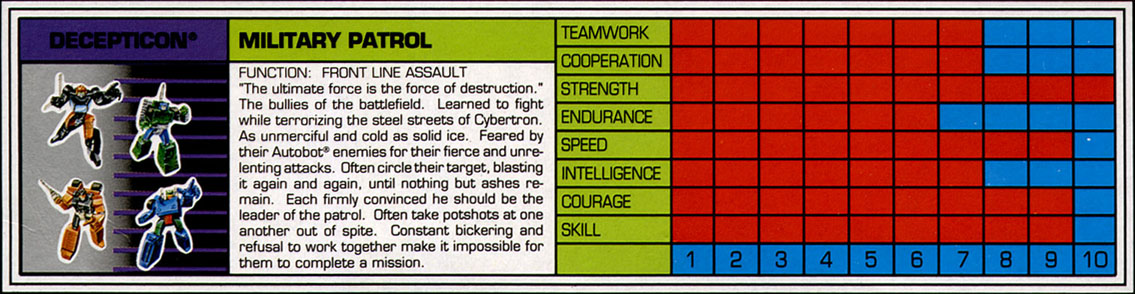 DECEPTICON®
MILITARY PATROL
FUNCTION: FRONT LINE ASSAULT
"The ultimate force is the force of destruction."
The bullies of the battlefield. Learned to fight
while terrorizing the steel streets of Cybertron.
As unmerciful and cold as solid ice. Feared by
their Autobot® enemies for their fierce and unre-
lenting attacks. Often circle their target, blasting
it again and again, until nothing but ashes re-
main. Each firmly convinced he should be the
leader of the patrol. Often take potshots at one
another out of spite. Constant bickering and
refusal to work together make it impossible for
them to complete a mission.
TEAMWORK
COOPERATION
STRENGTH
ENDURANCE
SPEED
INTELLIGENCE
COURAGE
SKILL
1 2 3 4 5 6 7 8 9 10